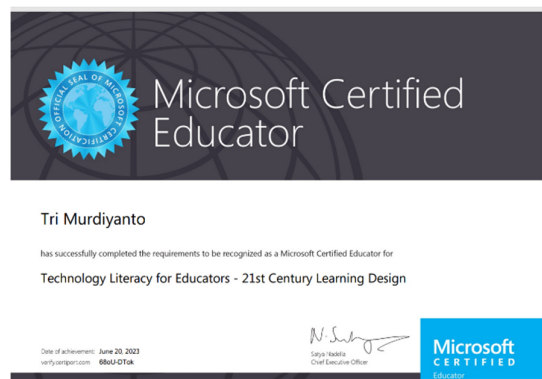 OFFICIAL SEAL OF MICROSOFT CERTIFICATION
Microsoft Certified
Educator
Tri Murdiyanto
has successfully completed the requirements to be recognized as a Microsoft Certified Educator for
Technology Literacy for Educators - 21st Century Learning Design
Date of achievement: June 20, 2023
verify.certiport.com 68oU-DTok
Satya Nadella
Chief Executive Officer
Microsoft
CERTIFIED
Educator